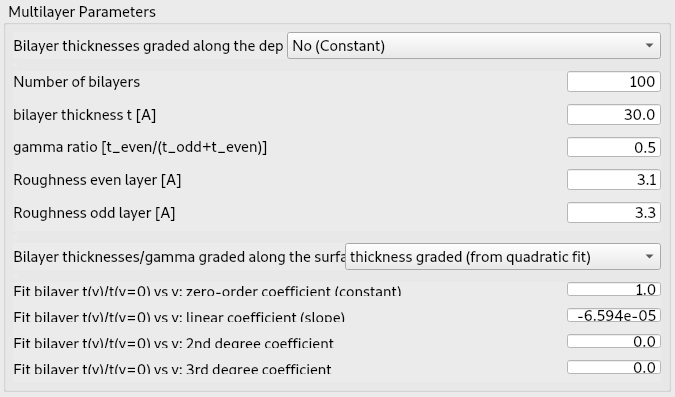 Multilayer Parameters
Bilayer thicknesses graded along the dep No (Constant)
Number of bilayers 100
bilayer thickness t [A] 30.0
gamma ratio [t_even/(t_odd+t_even)] 0.5
Roughness even layer [A] 3.1
Roughness odd layer [A] 3.3
Bilayer thicknesses/gamma graded along the surfa thickness graded (from quadratic fit)
Fit bilayer t(y)/t(y=0) vs y: zero-order coefficient (constant) 1.0
Fit bilayer t(y)/t(y=0) vs y: linear coefficient (slope) -6.594e-05
Fit bilayer t(y)/t(y=0) vs y: 2nd degree coefficient 0.0
Fit bilayer t(y)/t(y=0) vs y: 3rd degree coefficient 0.0